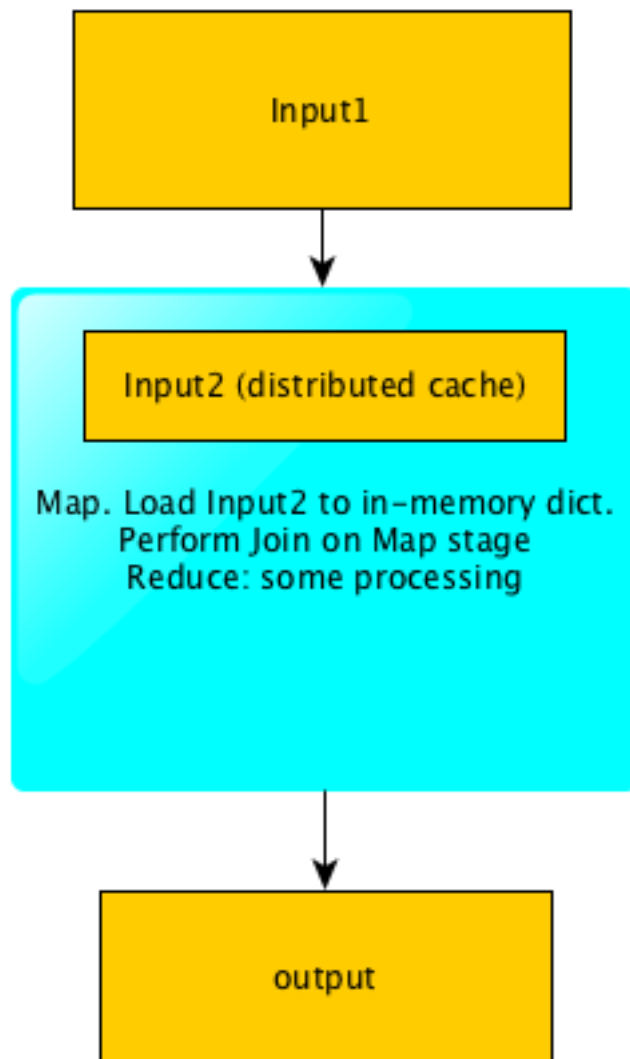 Input1
Input2 (distributed cache)
Map. Load Input2 to in-memory dict.
Perform Join on Map stage
Reduce: some processing
output